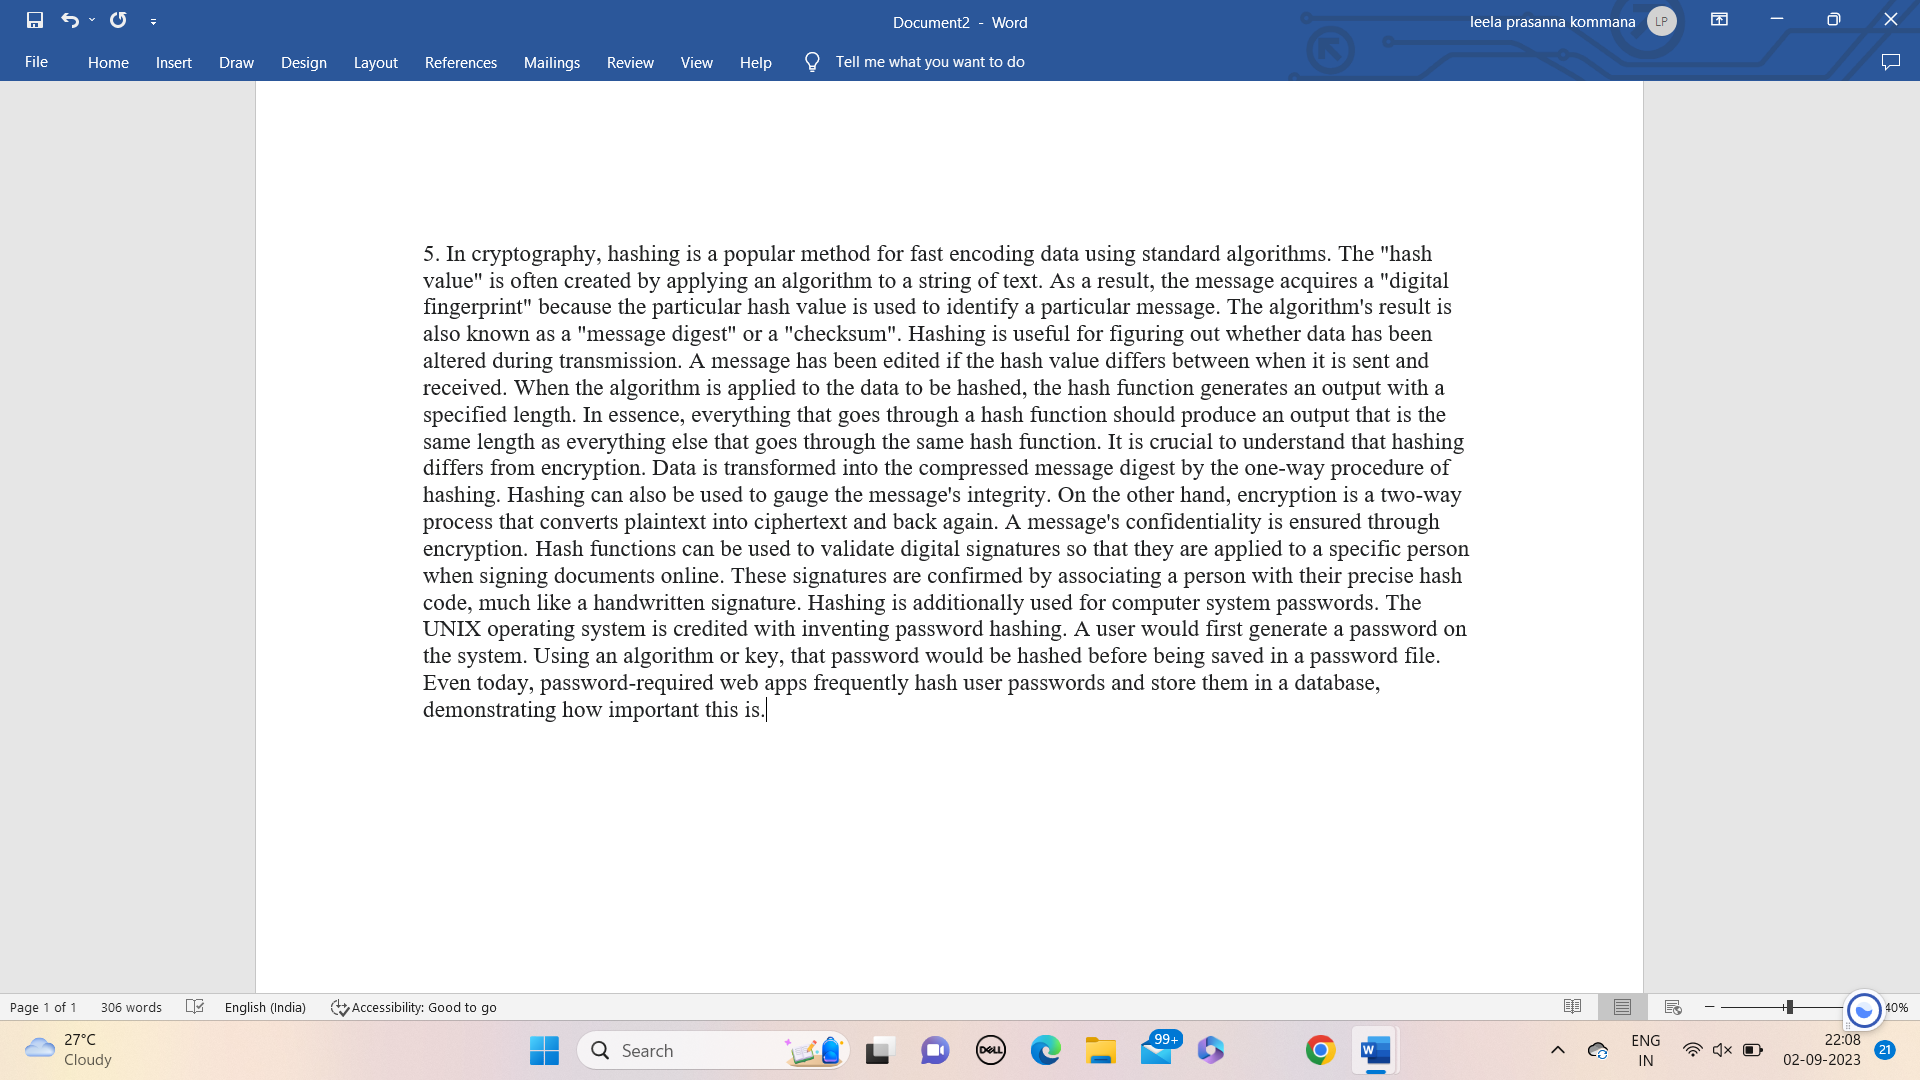 Document2 - Word
leela prasanna kommana
LP
File
Home
Insert
Draw
Design
Layout
References
Mailings
Review
View
Help
Tell me what you want to do
5. In cryptography, hashing is a popular method for fast encoding data using standard algorithms. The "hash
value" is often created by applying an algorithm to a string of text. As a result, the message acquires a "digital
fingerprint" because the particular hash value is used to identify a particular message. The algorithm's result is
also known as a "message digest" or a "checksum". Hashing is useful for figuring out whether data has been
altered during transmission. A message has been edited if the hash value differs between when it is sent and
received. When the algorithm is applied to the data to be hashed, the hash function generates an output with a
specified length. In essence, everything that goes through a hash function should produce an output that is the
same length as everything else that goes through the same hash function. It is crucial to understand that hashing
differs from encryption. Data is transformed into the compressed message digest by the one-way procedure of
hashing. Hashing can also be used to gauge the message's integrity. On the other hand, encryption is a two-way
process that converts plaintext into ciphertext and back again. A message's confidentiality is ensured through
encryption. Hash functions can be used to validate digital signatures so that they are applied to a specific person
when signing documents online. These signatures are confirmed by associating a person with their precise hash
code, much like a handwritten signature. Hashing is additionally used for computer system passwords. The
UNIX operating system is credited with inventing password hashing. A user would first generate a password on
the system. Using an algorithm or key, that password would be hashed before being saved in a password file.
Even today, password-required web apps frequently hash user passwords and store them in a database,
demonstrating how important this is.
Page 1 of 1
306 words
English (India)
Accessibility: Good to go
40%
27°C
Cloudy
Search
DELL
99+
W
ENG
IN
22:08
02-09-2023
21